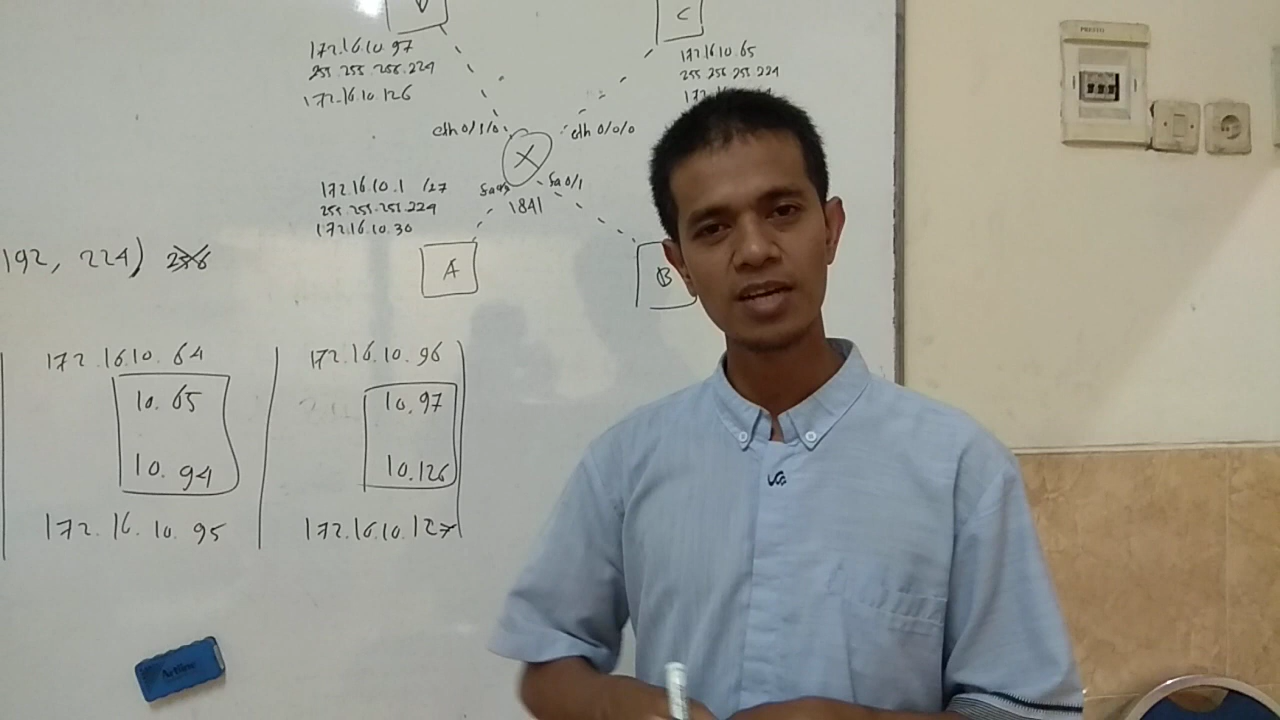 D
C
172.16.10.97
255.255.255.224
172.16.10.126
172.16.10.65
255.255.255.224
eth 0/1/0
eth 0/0/0
X
172.16.10.1 /27
255.255.255.224
172.16.10.30
fa 0/1
1841
A
B
192, 224)
172.16.10.64
10.65
10.94
172.16.10.95
172.16.10.96
10.97
10.126
172.16.10.127
PRESTO
Artline